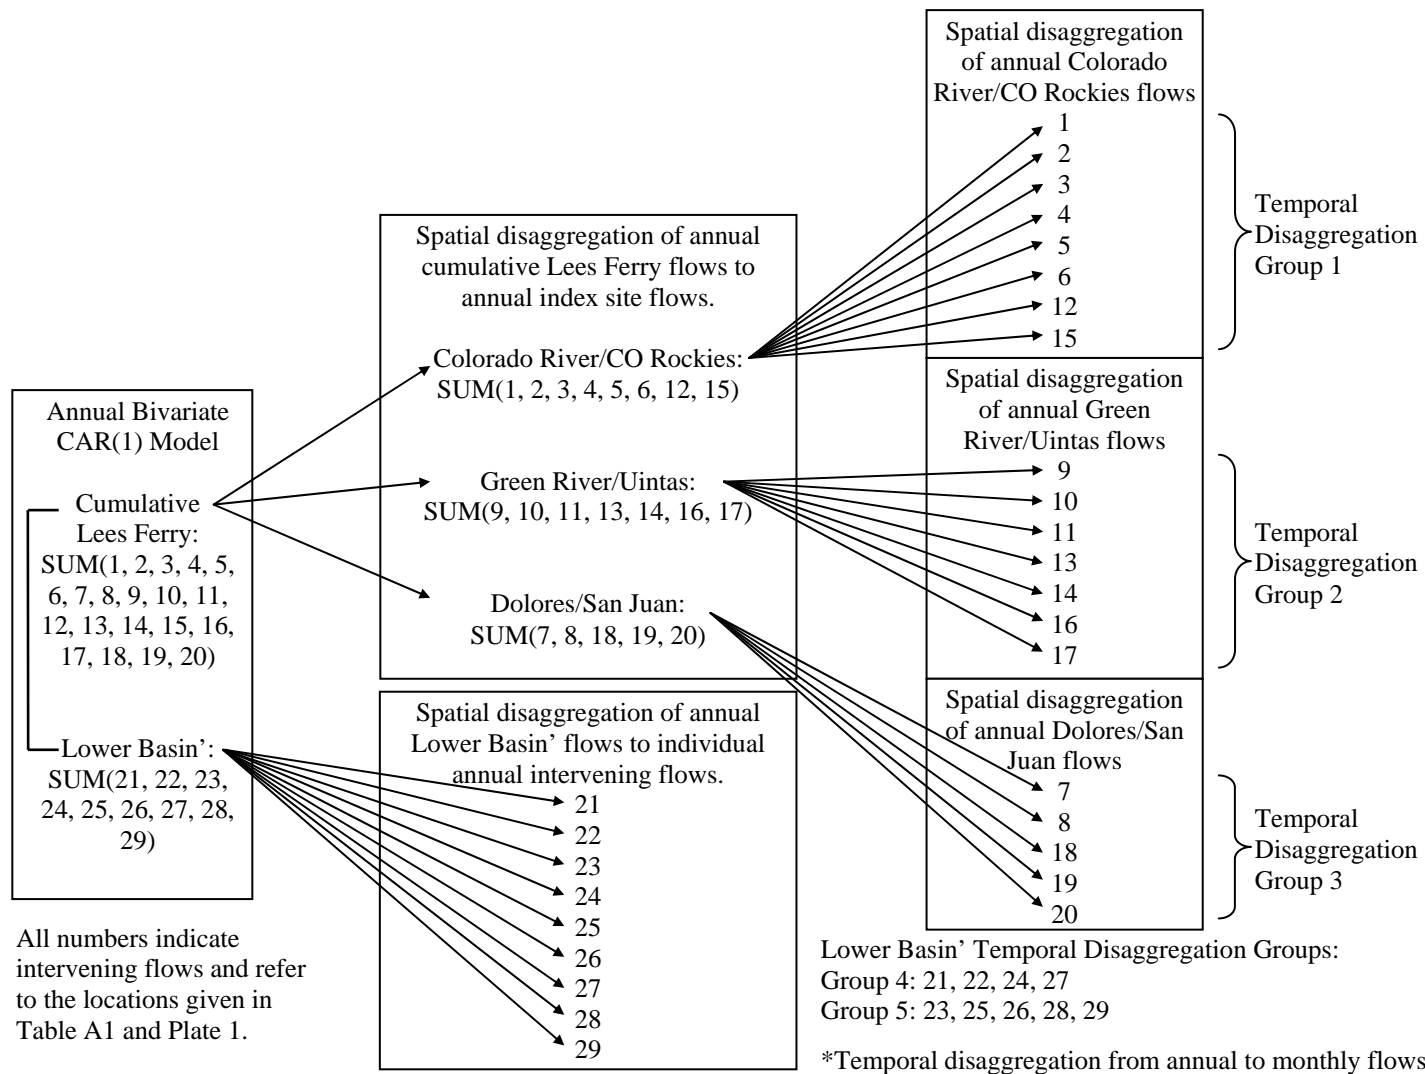 Annual Bivariate
CAR(1) Model
Cumulative
Lees Ferry:
SUM(1, 2, 3, 4, 5,
6, 7, 8, 9, 10, 11,
12, 13, 14, 15, 16,
17, 18, 19, 20)
Lower Basin’:
SUM(21, 22, 23,
24, 25, 26, 27, 28,
29)
All numbers indicate
intervening flows and refer
to the locations given in
Table A1 and Plate 1.
Spatial disaggregation of annual
cumulative Lees Ferry flows to
annual index site flows.
Colorado River/CO Rockies:
SUM(1, 2, 3, 4, 5, 6, 12, 15)
Green River/Uintas:
SUM(9, 10, 11, 13, 14, 16, 17)
Dolores/San Juan:
SUM(7, 8, 18, 19, 20)
Spatial disaggregation of annual
Lower Basin’ flows to individual
annual intervening flows.
21
22
23
24
25
26
27
28
29
Spatial disaggregation
of annual Colorado
River/CO Rockies flows
1
2
3
4
5
6
12
15
Temporal
Disaggregation
Group 1
Spatial disaggregation
of annual Green
River/Uintas flows
9
10
11
13
14
16
17
Temporal
Disaggregation
Group 2
Spatial disaggregation
of annual Dolores/San
Juan flows
7
8
18
19
20
Temporal
Disaggregation
Group 3
Lower Basin’ Temporal Disaggregation Groups:
Group 4: 21, 22, 24, 27
Group 5: 23, 25, 26, 28, 29
*Temporal disaggregation from annual to monthly flows